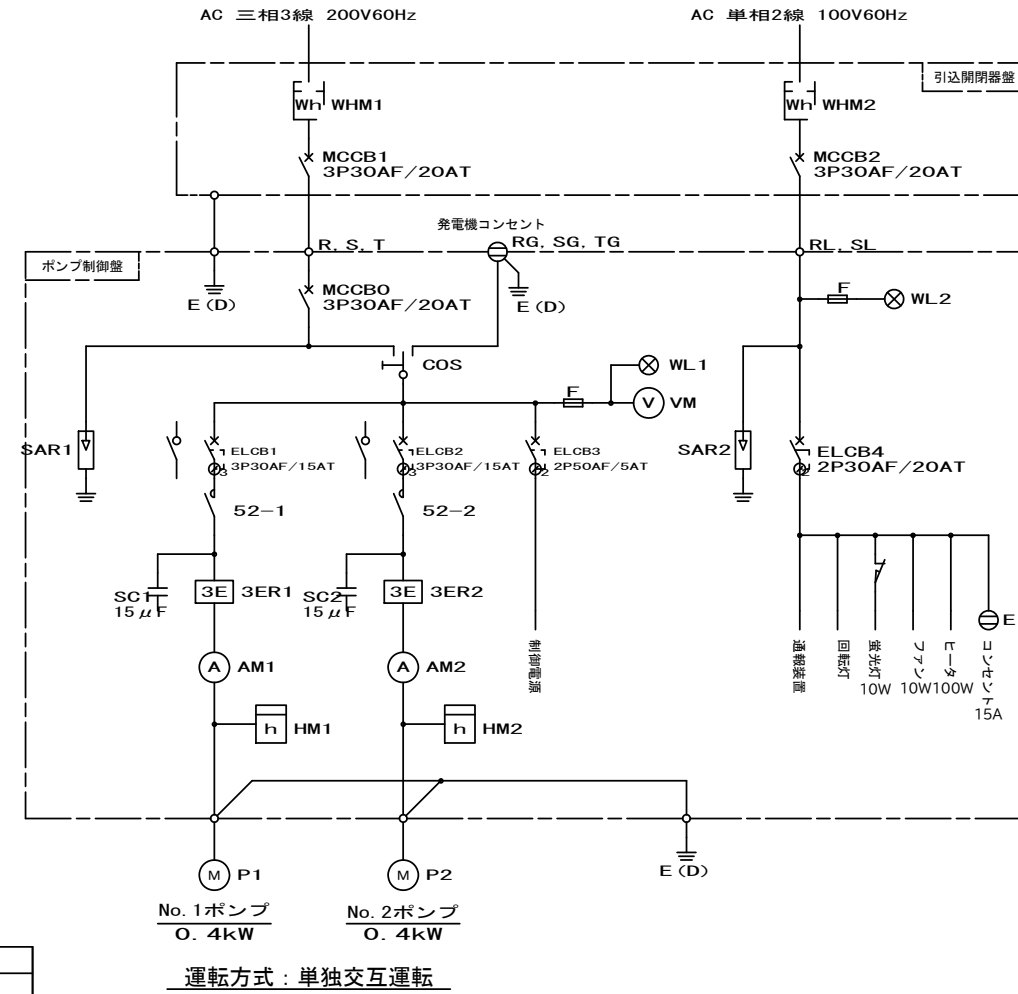 AC 三相3線 200V60Hz
AC 単相2線 100V60Hz
引込開閉器盤
Wh WHM1
Wh WHM2
MCCB1
3P30AF/20AT
MCCB2
3P30AF/20AT
発電機コンセント
R, S, T
RG, SG, TG
RL, SL
ポンプ制御盤
E(D)
MCCB0
3P30AF/20AT
E(D)
F
WL2
COS
WL1
F
V VM
SAR1
ELCB1
3P30AF/15AT
3
ELCB2
3P30AF/15AT
3
ELCB3
2P50AF/5AT
2
SAR2
ELCB4
2P30AF/20AT
2
52-1
52-2
SC1
15μF
3E 3ER1
SC2
15μF
3E 3ER2
E
制御電源
通報装置
回転灯
蛍光灯
10W
ファン
10W
ヒータ
100W
コンセント
15A
A AM1
A AM2
h HM1
h HM2
E(D)
M P1
M P2
No.1ポンプ
0.4kW
No.2ポンプ
0.4kW
運転方式：単独交互運転